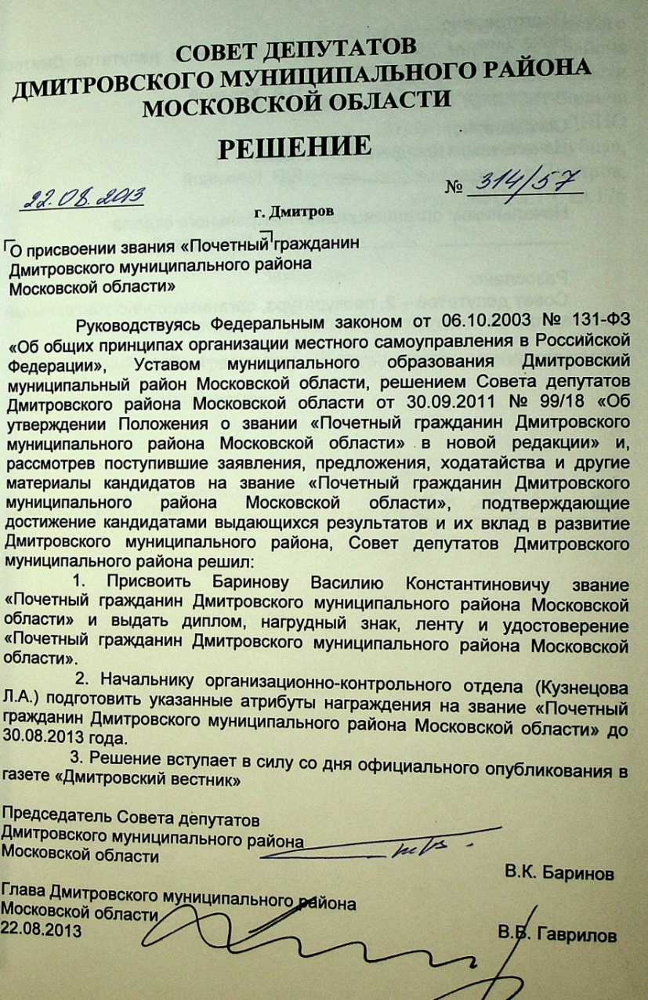 СОВЕТ ДЕПУТАТОВ
ДМИТРОВСКОГО МУНИЦИПАЛЬНОГО РАЙОНА
МОСКОВСКОЙ ОБЛАСТИ
РЕШЕНИЕ
22.08.2013 № 314/57
г. Дмитров
О присвоении звания «Почетный гражданин
Дмитровского муниципального района
Московской области»
Руководствуясь Федеральным законом от 06.10.2003 № 131-ФЗ
«Об общих принципах организации местного самоуправления в Российской
Федерации», Уставом муниципального образования Дмитровский
муниципальный район Московской области, решением Совета депутатов
Дмитровского района Московской области от 30.09.2011 № 99/18 «Об
утверждении Положения о звании «Почетный гражданин Дмитровского
муниципального района Московской области» в новой редакции» и,
рассмотрев поступившие заявления, предложения, ходатайства и другие
материалы кандидатов на звание «Почетный гражданин Дмитровского
муниципального района Московской области», подтверждающие
достижение кандидатами выдающихся результатов и их вклад в развитие
Дмитровского муниципального района, Совет депутатов Дмитровского
муниципального района решил:
1. Присвоить Баринову Василию Константиновичу звание
«Почетный гражданин Дмитровского муниципального района Московской
области» и выдать диплом, нагрудный знак, ленту и удостоверение
«Почетный гражданин Дмитровского муниципального района Московской
области».
2. Начальнику организационно-контрольного отдела (Кузнецова
Л.А.) подготовить указанные атрибуты награждения на звание «Почетный
гражданин Дмитровского муниципального района Московской области» до
30.08.2013 года.
3. Решение вступает в силу со дня официального опубликования в
газете «Дмитровский вестник»
Председатель Совета депутатов
Дмитровского муниципального района
Московской области
В.К. Баринов
Глава Дмитровского муниципального района
Московской области
22.08.2013 В.В. Гаврилов